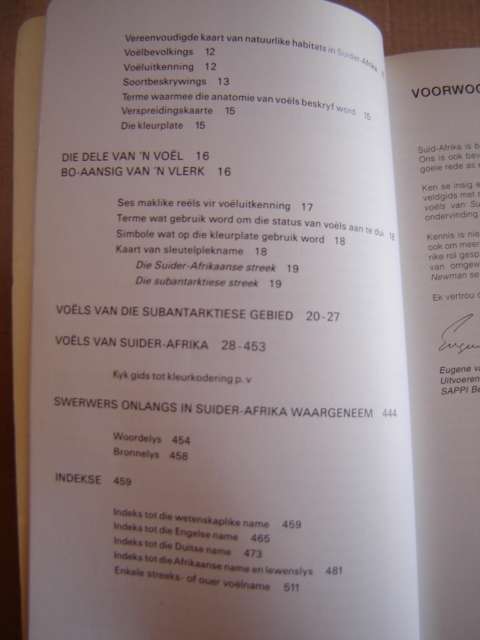 Vereenvoudigde kaart van natuurlike habitats in Suider-Afrika
Voëlbevolkings 12
Voëluitkenning 12
Soortbeskrywings 13
Terme waarmee die anatomie van voëls beskryf word 15
Verspreidingskaarte 15
Die kleurplate 15
DIE DELE VAN 'N VOËL 16
BO-AANSIG VAN 'N VLERK 16
Ses maklike reëls vir voëluitkenning 17
Terme wat gebruik word om die status van voëls aan te dui 18
Simbole wat op die kleurplate gebruik word 18
Kaart van sleutelplekname 18
Die Suider-Afrikaanse streek 19
Die subantarktiese streek 19
VOËLS VAN DIE SUBANTARKTIESE GEBIED 20-27
VOËLS VAN SUIDER-AFRIKA 28-453
Kyk gids tot kleurkodering p. v
SWERWERS ONLANGS IN SUIDER-AFRIKA WAARGENEEM 444
Woordelys 454
Bronnelys 458
INDEKSE 459
Indeks tot die wetenskaplike name 459
Indeks tot die Engelse name 465
Indeks tot die Duitse name 473
Indeks tot die Afrikaanse name en lewenslys 481
Enkele streeks- of ouer voëlname 511
VOORWOO
Suid-Afrika is b
Ons is ook bev
goeie rede as e
Ken se insig e
veldgids met s
voëls van Su
ondervinding
Kennis is nie
ook om meer
rike rol gesp
van omgew
Newman se
Ek vertrou d
Eugene va
Uitvoeren
SAPPI Be